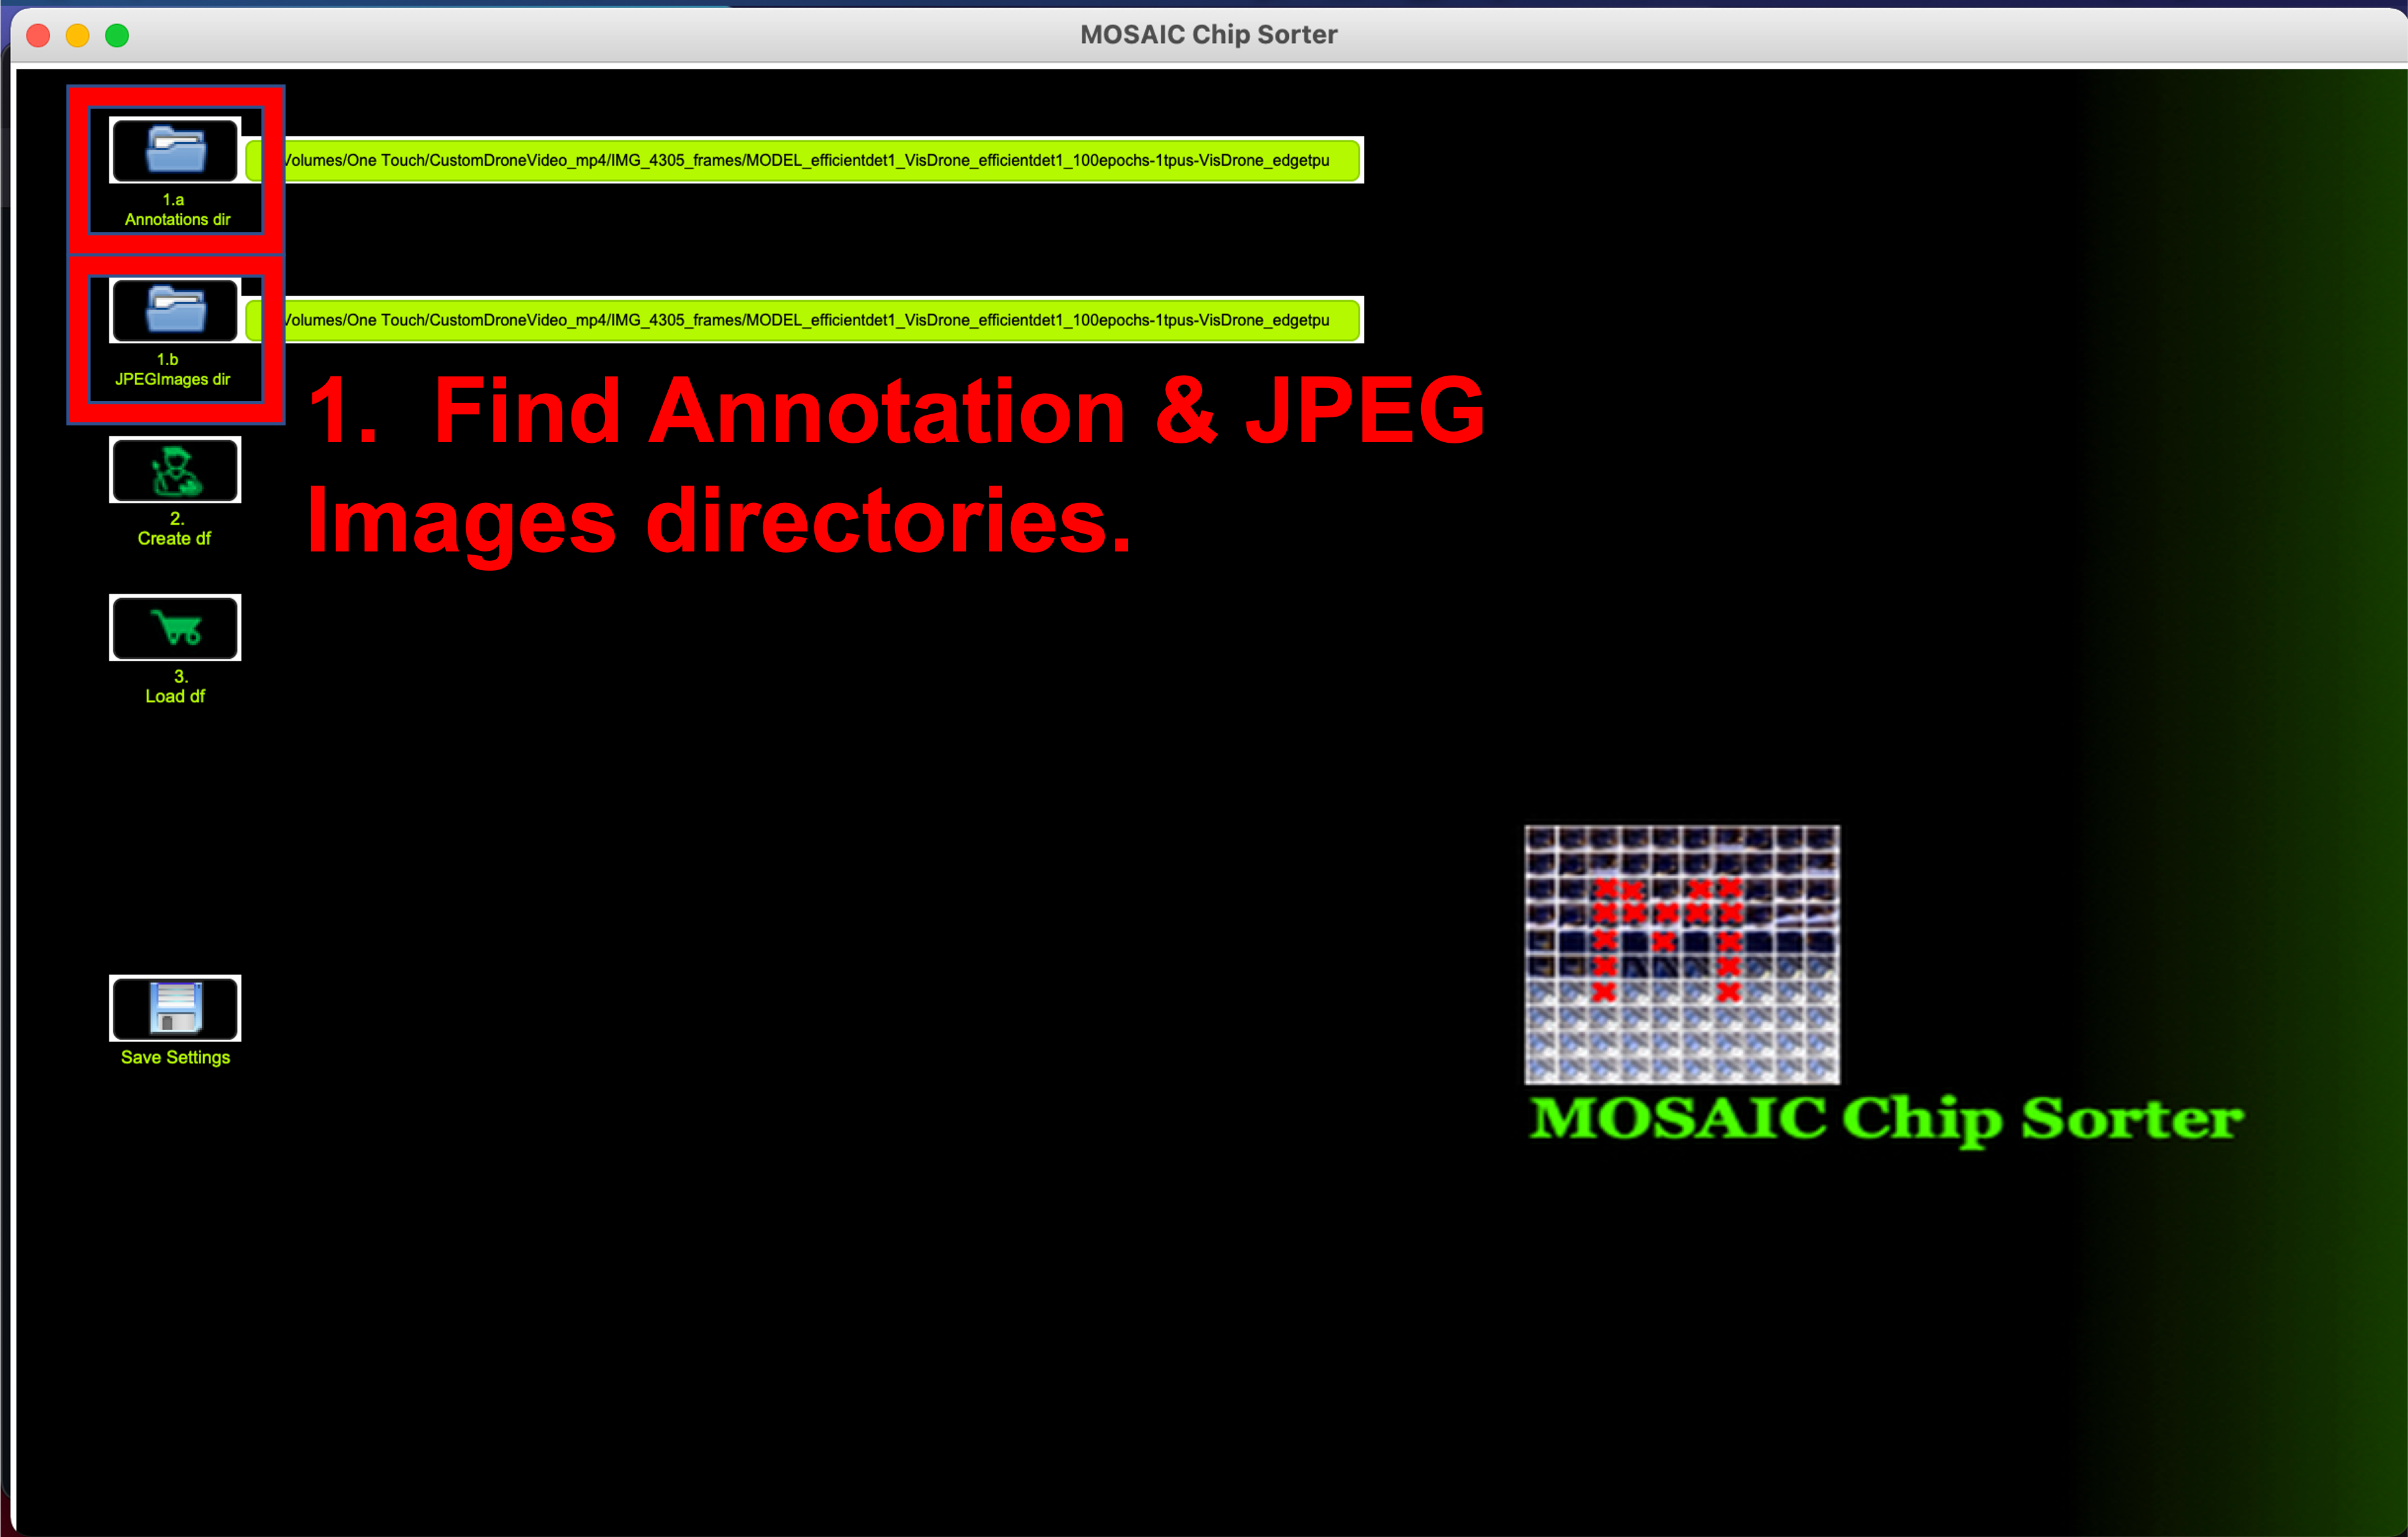 MOSAIC Chip Sorter
Volumes/One Touch/CustomDroneVideo_mp4/IMG_4305_frames/MODEL_efficientdet1_VisDrone_efficientdet1_100epochs-1tpus-VisDrone_edgetpu
1.a
Annotations dir
Volumes/One Touch/CustomDroneVideo_mp4/IMG_4305_frames/MODEL_efficientdet1_VisDrone_efficientdet1_100epochs-1tpus-VisDrone_edgetpu
1.b
JPEGImages dir
1. Find Annotation & JPEG
Images directories.
2.
Create df
3.
Load df
Save Settings
MOSAIC Chip Sorter